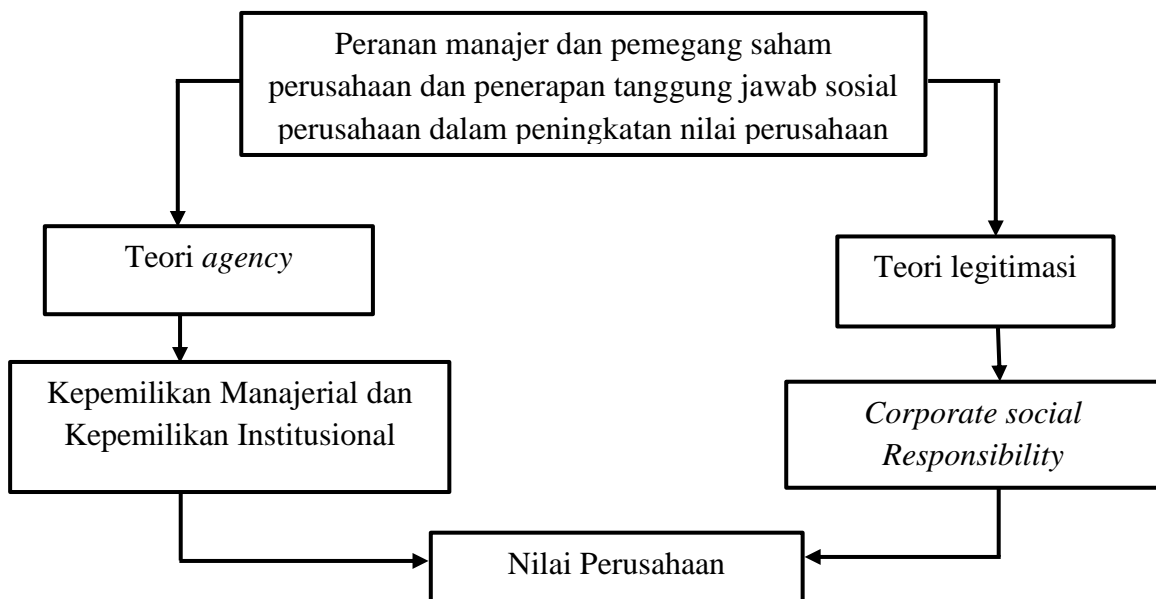 Peranan manajer dan pemegang saham
perusahaan dan penerapan tanggung jawab sosial
perusahaan dalam peningkatan nilai perusahaan
Teori agency
Teori legitimasi
Kepemilikan Manajerial dan
Kepemilikan Institusional
Corporate social
Responsibility
Nilai Perusahaan